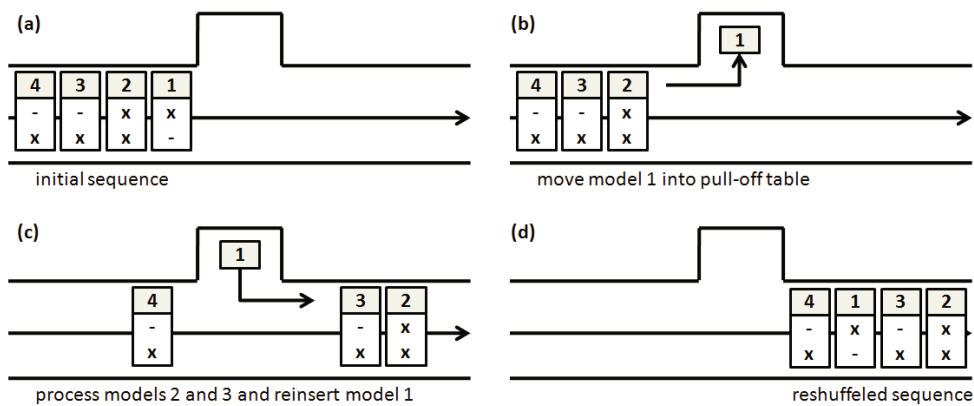 (a)
4 3 2 1
- - x x
x x x -
initial sequence
(b)
1
4 3 2
- - x
x x x
move model 1 into pull-off table
(c)
1
4 3 2
- - x
x x x
process models 2 and 3 and reinsert model 1
(d)
4 1 3 2
- x - x
x - x x
reshuffeled sequence